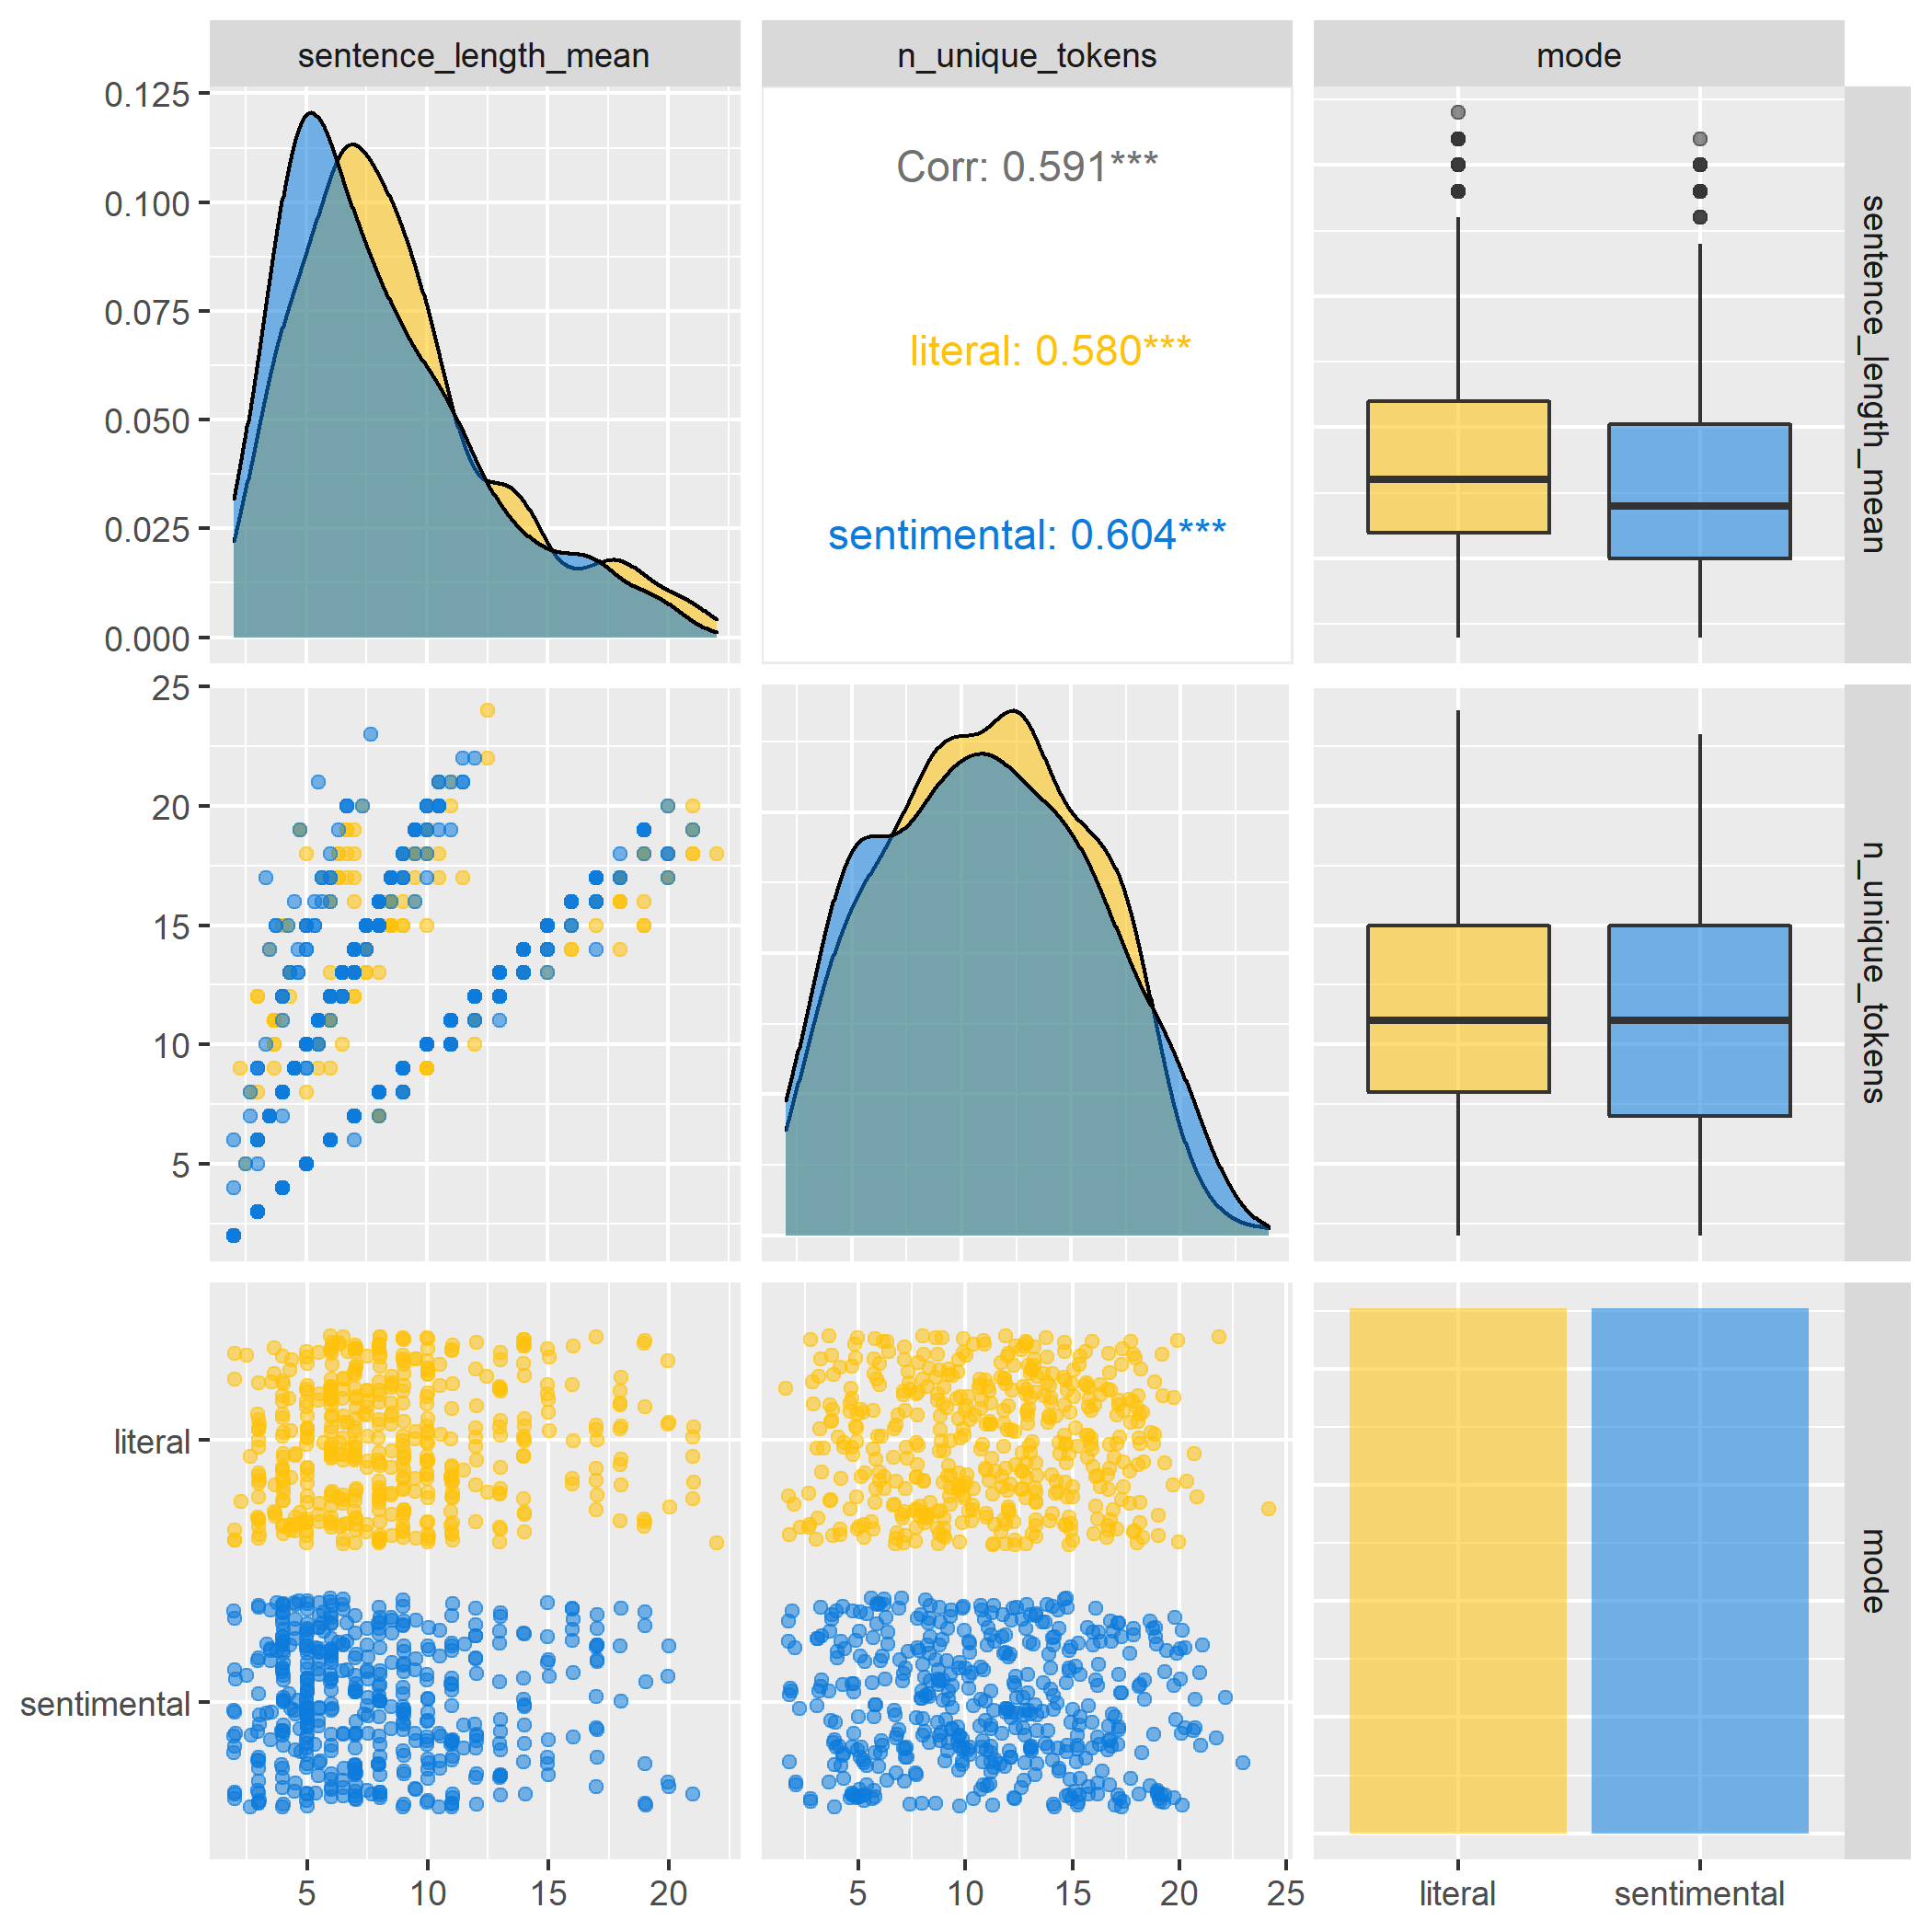 sentence_length_mean
n_unique_tokens
mode
0.125
0.100
0.075
0.050
0.025
0.000
Corr: 0.591***
literal: 0.580***
sentimental: 0.604***
sentence_length_mean
25
20
15
10
5
n_unique_tokens
literal
sentimental
mode
5 10 15 20
5 10 15 25
literal sentimental